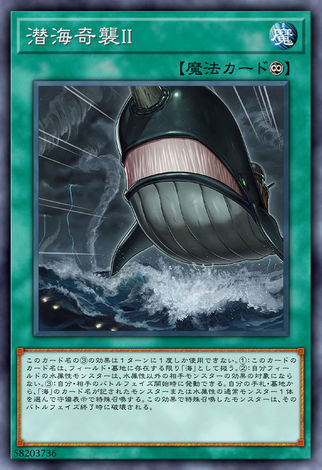 潜海奇襲II
【魔法カード♾】
魔
このカード名の③の効果は１ターンに１度しか使用できない。①：このカードの
カード名は、フィールド・墓地に存在する限り「海」として扱う。②：自分フィー
ルドの水属性モンスターは、水属性以外の相手モンスターの効果の対象にならな
い。③：自分・相手のバトルフェイズ開始時に発動できる。自分の手札・墓地か
ら、「海」のカード名が記されたモンスターまたは水属性の通常モンスター１体
を選んで守備表示で特殊召喚する。この効果で特殊召喚したモンスターは、その
バトルフェイズ終了時に破壊される。
58203736